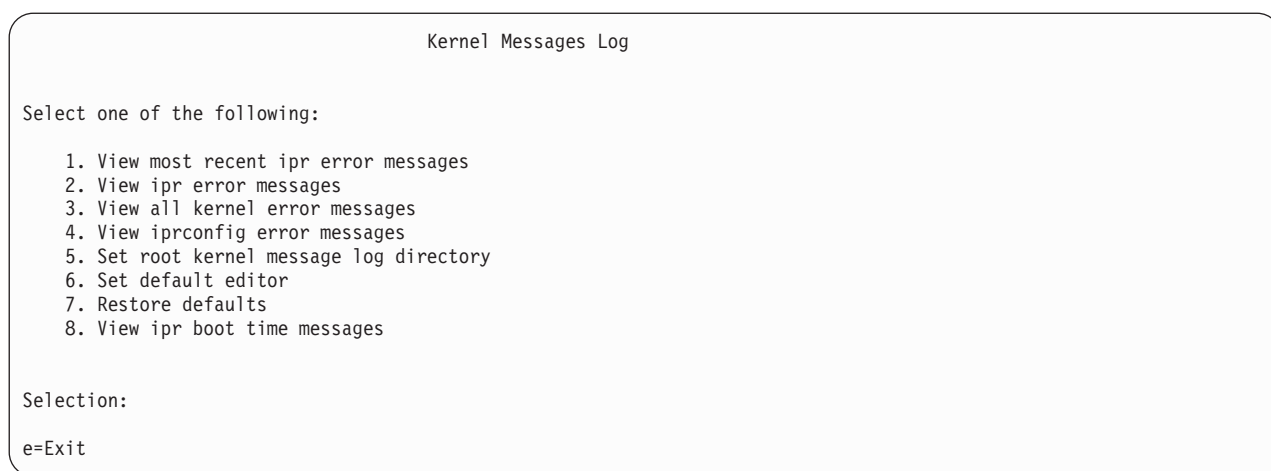 Kernel Messages Log
Select one of the following:
1. View most recent ipr error messages
2. View ipr error messages
3. View all kernel error messages
4. View iprconfig error messages
5. Set root kernel message log directory
6. Set default editor
7. Restore defaults
8. View ipr boot time messages
Selection:
e=Exit